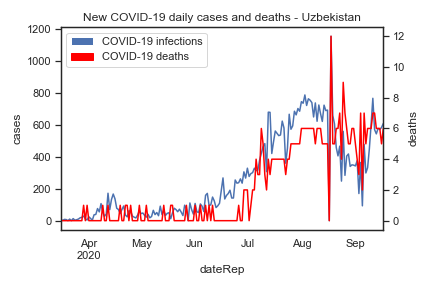 New COVID-19 daily cases and deaths - Uzbekistan
COVID-19 infections
COVID-19 deaths
1200
1000
800
600
400
200
0
cases
12
10
8
6
4
2
0
deaths
Apr May Jun Jul Aug Sep
2020
dateRep